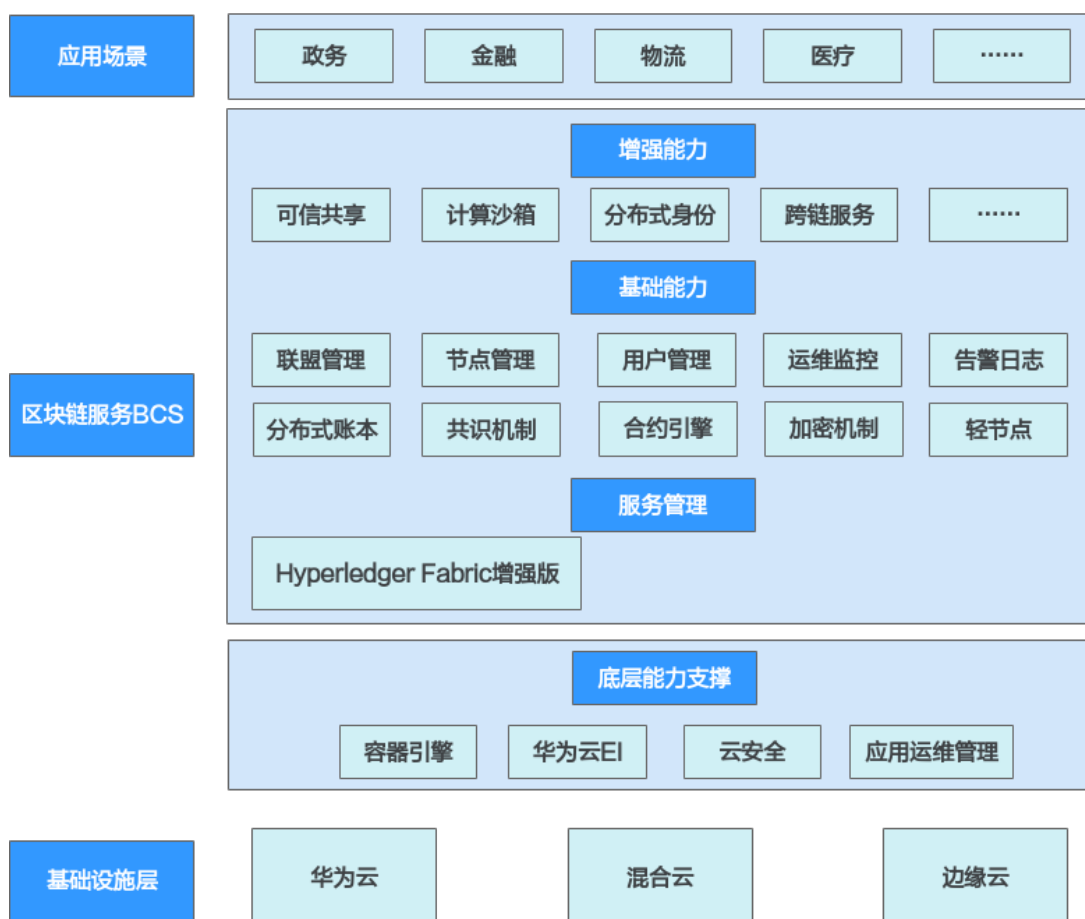 应用场景
政务 金融 物流 医疗 ……
增强能力
可信共享 计算沙箱 分布式身份 跨链服务 ……
基础能力
联盟管理 节点管理 用户管理 运维监控 告警日志
区块链服务BCS
分布式账本 共识机制 合约引擎 加密机制 轻节点
服务管理
Hyperledger Fabric增强版
底层能力支撑
容器引擎 华为云EI 云安全 应用运维管理
基础设施层
华为云 混合云 边缘云